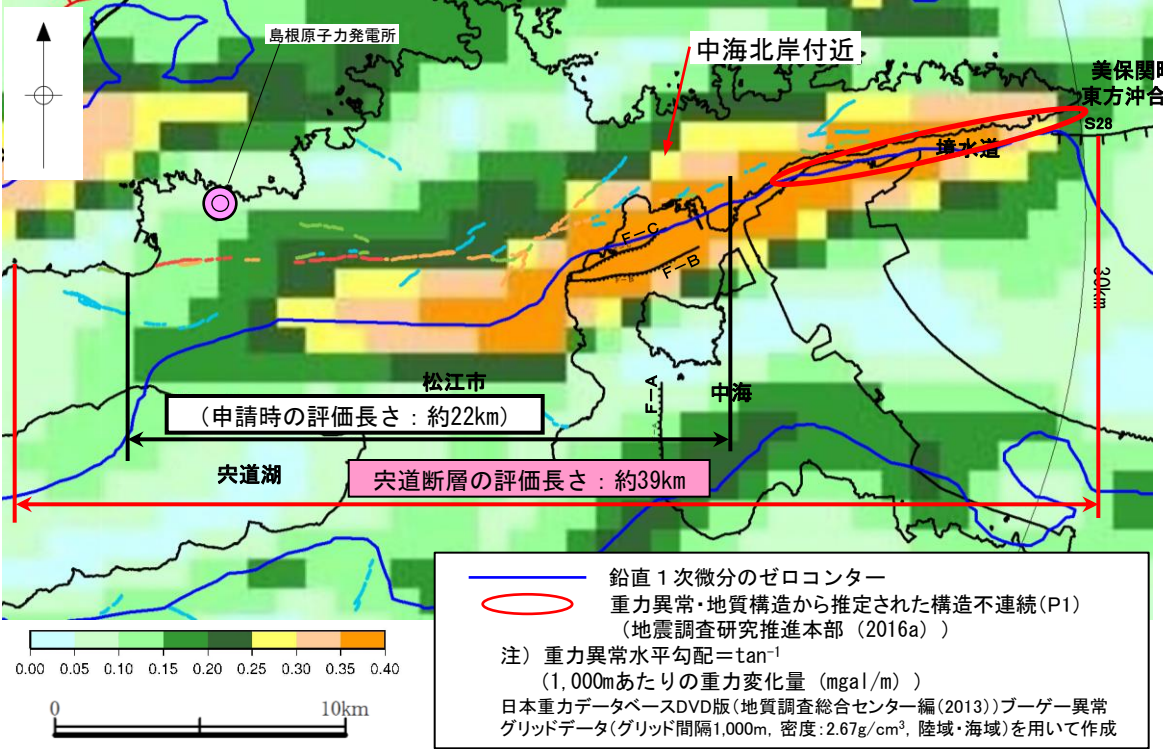 島根原子力発電所
中海北岸付近
美保関町
東方沖合
S28
境水道
F-C
F-B
30km
松江市
F-A
中海
(申請時の評価長さ：約22km)
宍道湖
宍道断層の評価長さ：約39km
鉛直１次微分のゼロコンター
重力異常・地質構造から推定された構造不連続(P1)
(地震調査研究推進本部 (2016a) )
注) 重力異常水平勾配＝tan⁻¹
(1,000mあたりの重力変化量 (mgal/m) )
日本重力データベースDVD版(地質調査総合センター編(2013))ブーゲー異常
グリッドデータ(グリッド間隔1,000m, 密度:2.67g/cm³, 陸域・海域)を用いて作成
0.00 0.05 0.10 0.15 0.20 0.25 0.30 0.35 0.40
0 10km